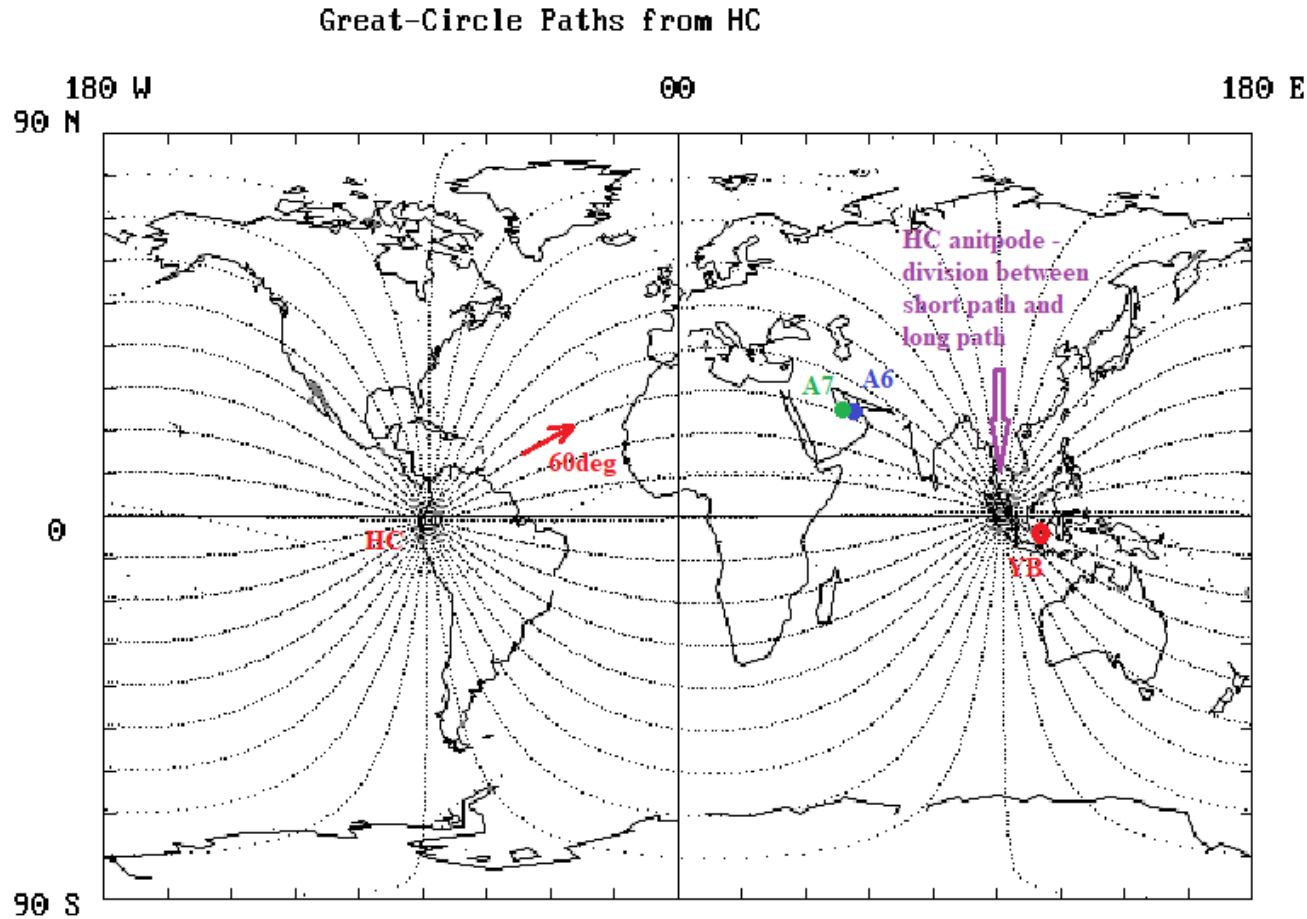 Great-Circle Paths from HC
180 W
00
180 E
90 N
HC anitpode -
division between
short path and
long path
A7
A6
60deg
0
HC
YB
90 S